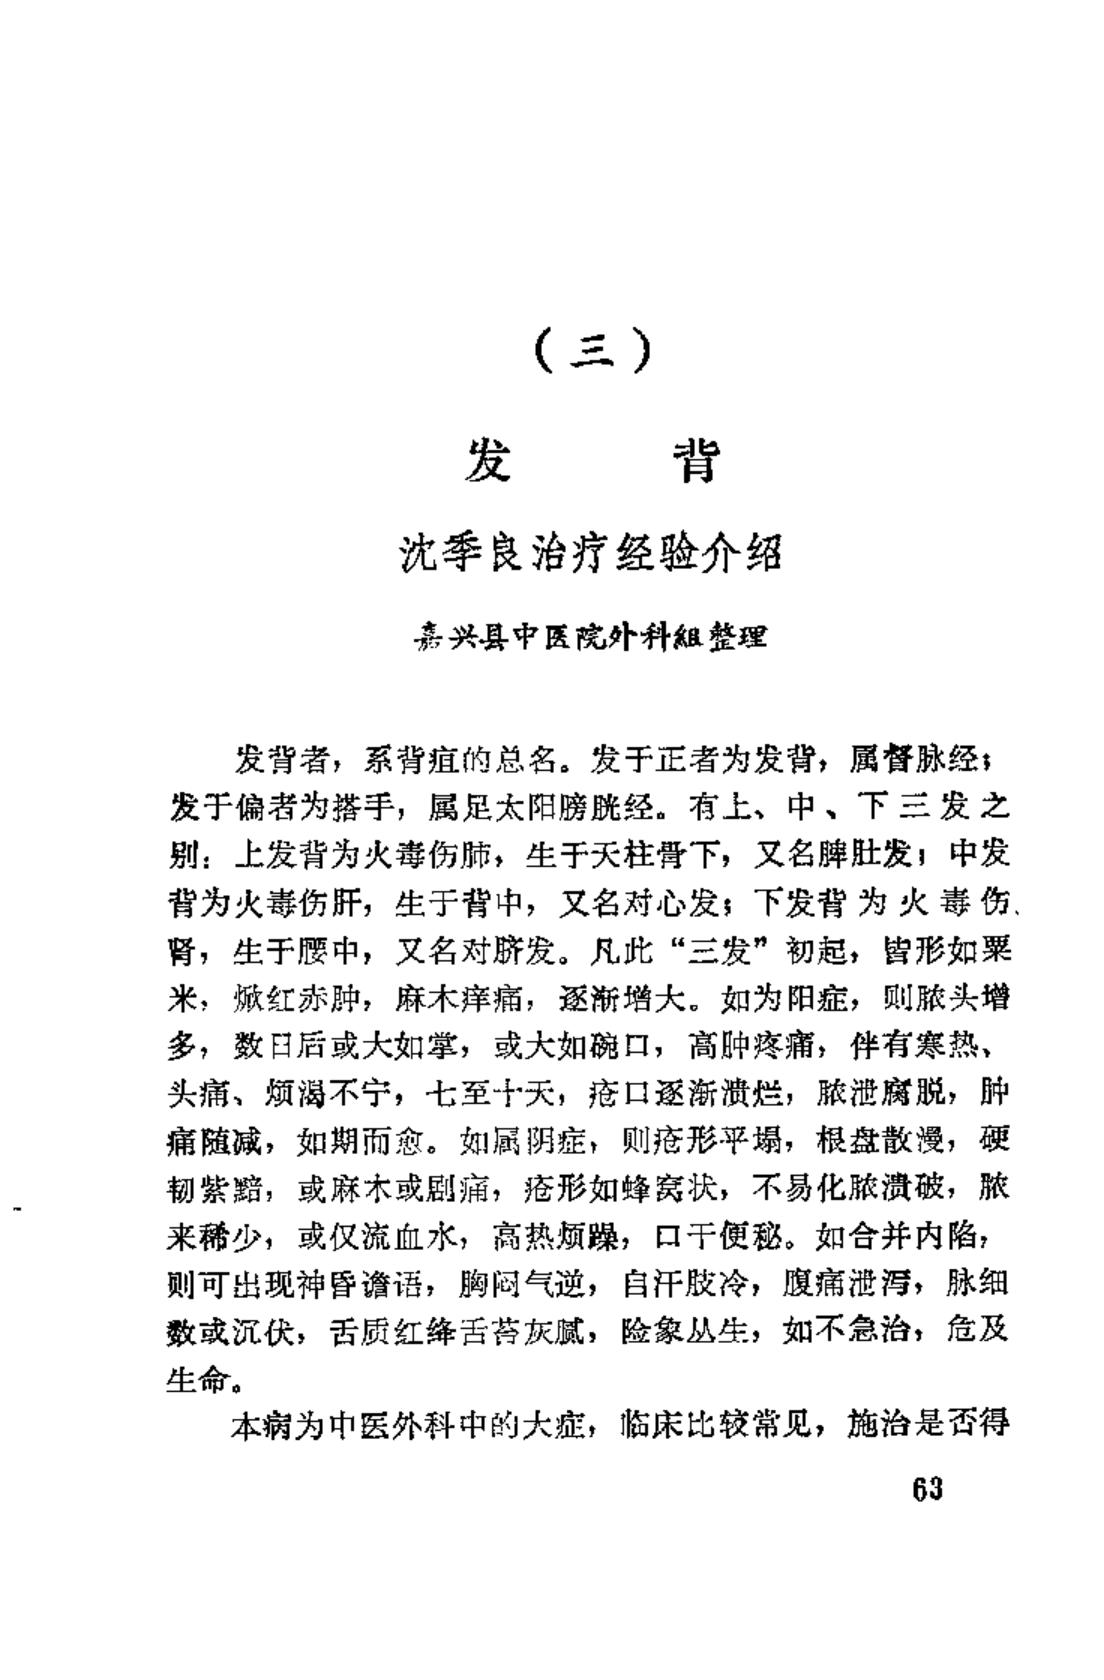 （三）
发　背
沈季良治疗经验介绍
嘉兴县中医院外科組整理
发背者，系背疽的总名。发于正者为发背，属督脉经；
发于偏者为搭手，属足太阳膀胱经。有上、中、下三发之
别：上发背为火毒伤肺，生于天柱骨下，又名脾肚发；中发
背为火毒伤肝，生于背中，又名对心发；下发背为火毒伤
肾，生于腰中，又名对脐发。凡此“三发”初起，皆形如粟
米，焮红赤肿，麻木痒痛，逐渐增大。如为阳症，则脓头增
多，数日后或大如掌，或大如碗口，高肿疼痛，伴有寒热、
头痛、烦渴不宁，七至十天，疮口逐渐溃烂，脓泄腐脱，肿
痛随减，如期而愈。如属阴症，则疮形平塌，根盘散漫，硬
韧紫黯，或麻木或剧痛，疮形如蜂窝状，不易化脓溃破，脓
来稀少，或仅流血水，高热烦躁，口干便秘。如合并内陷，
则可出现神昏谵语，胸闷气逆，自汗肢冷，腹痛泄泻，脉细
数或沉伏，舌质红绛舌苔灰腻，险象丛生，如不急治，危及
生命。
本病为中医外科中的大症，临床比较常见，施治是否得
63